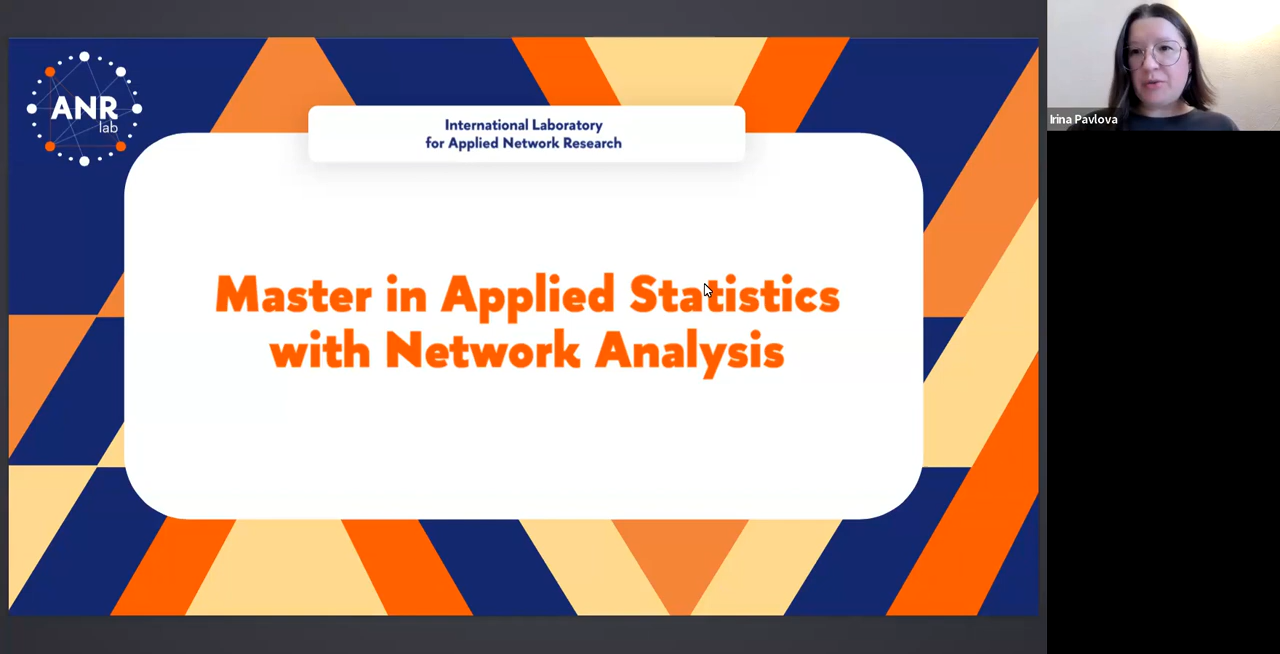 ANR
lab
International Laboratory
for Applied Network Research
Master in Applied Statistics
with Network Analysis
Irina Pavlova